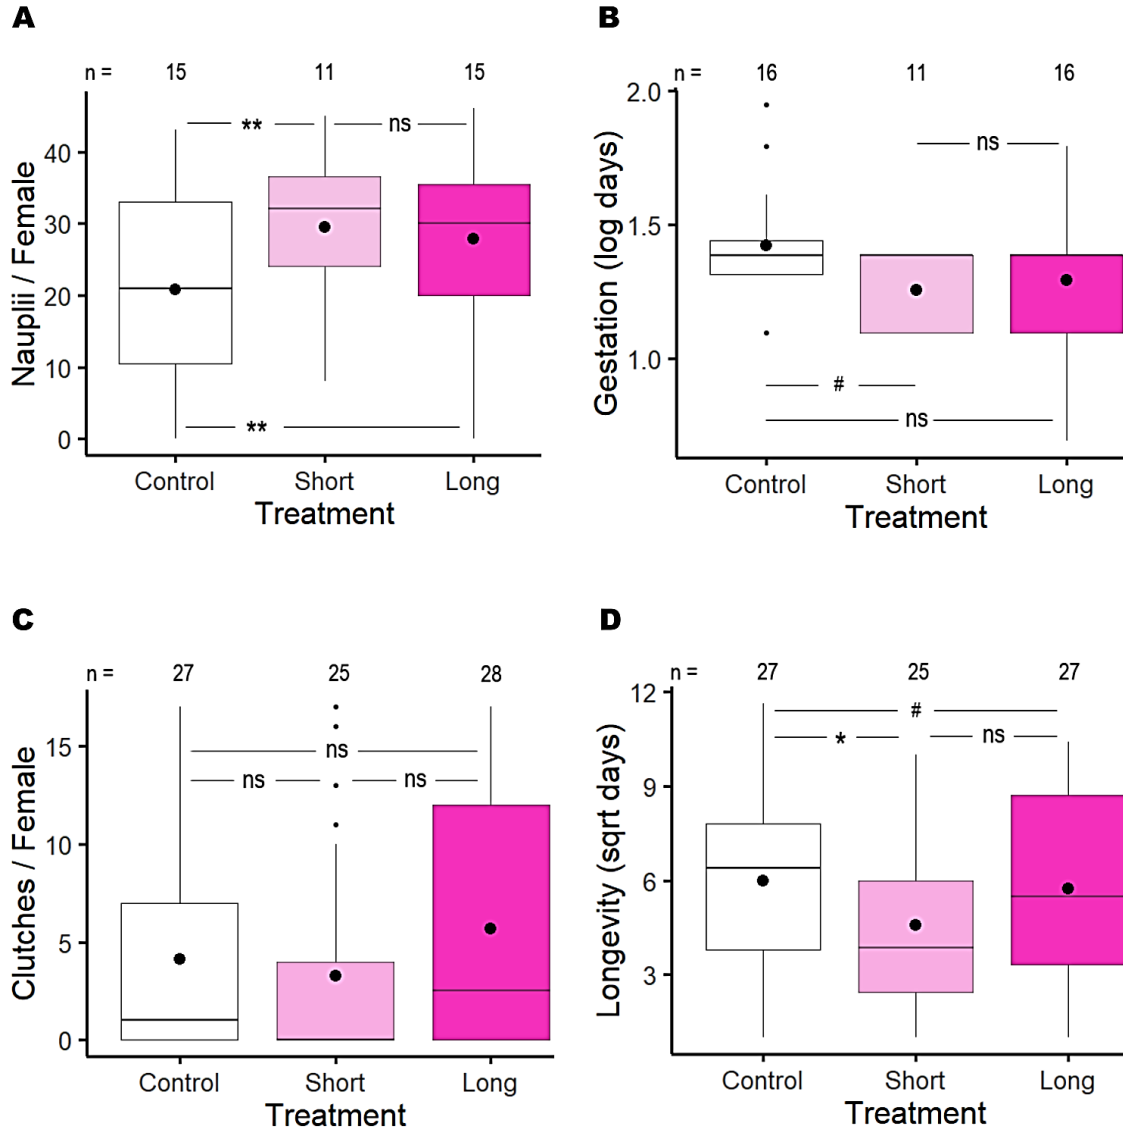 A
n = 15 11 15
Nauplii / Female
** ns
40
30
20
10
**
0
Control Short Long
Treatment
B
n = 16 11 16
Gestation (log days)
2.0
ns
1.5
1.0
#
ns
Control Short Long
Treatment
C
n = 27 25 28
Clutches / Female
15
ns
ns ns
10
5
0
Control Short Long
Treatment
D
n = 27 25 27
Longevity (sqrt days)
12
#
* ns
9
6
3
Control Short Long
Treatment